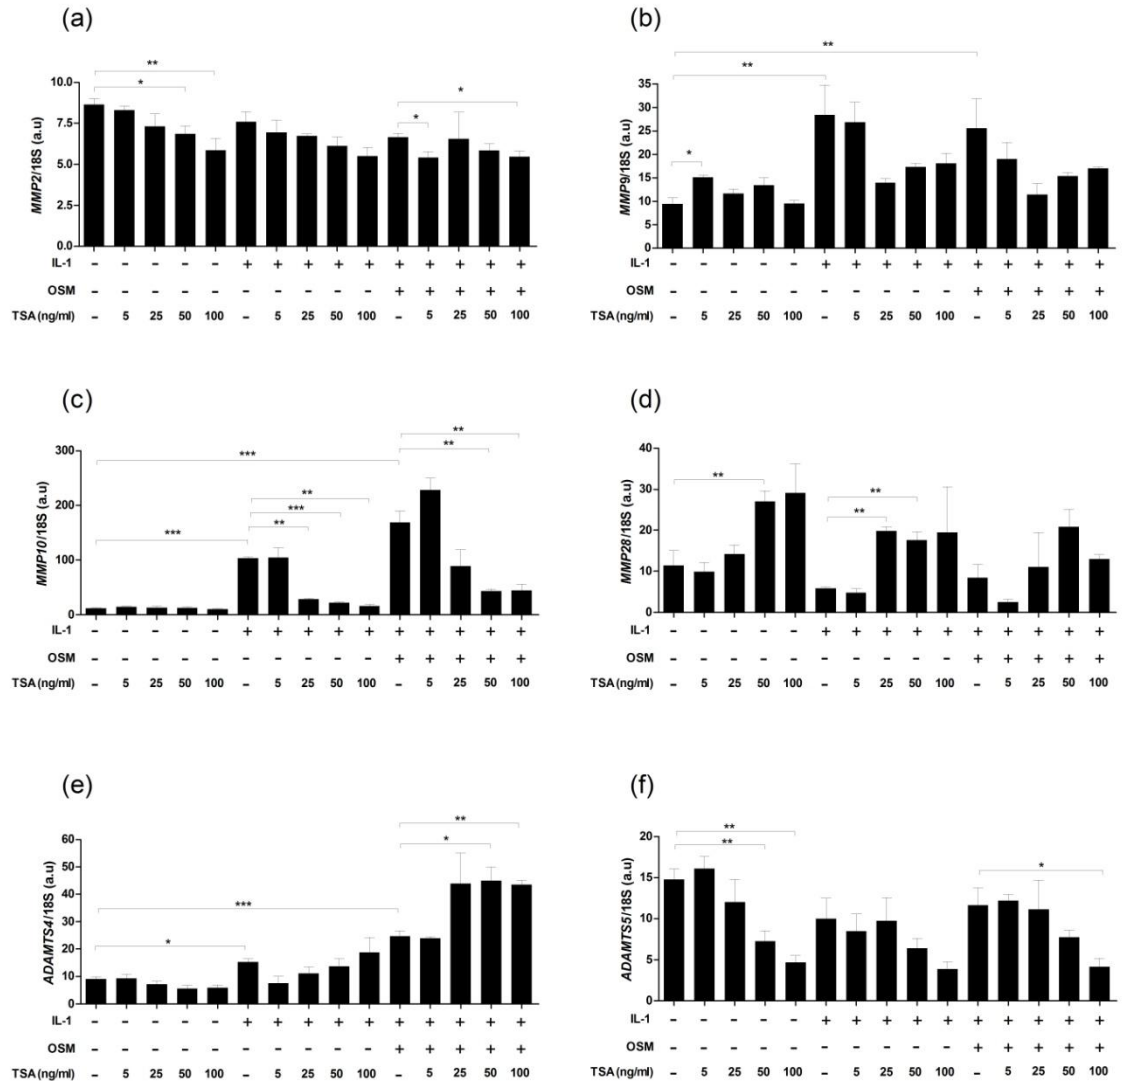 (a)
** 
*
*
*
10.0
7.5
5.0
2.5
0.0
MMP2/18S (a.u)
IL-1 – – – – – + + + + + + + + + +
OSM – – – – – – – – – – + + + + +
TSA (ng/ml) – 5 25 50 100 – 5 25 50 100 – 5 25 50 100
(b)
**
**
*
35
30
25
20
15
10
5
0
MMP9/18S (a.u)
IL-1 – – – – – + + + + + + + + + +
OSM – – – – – – – – – – + + + + +
TSA (ng/ml) – 5 25 50 100 – 5 25 50 100 – 5 25 50 100
(c)
**
**
***
**
***
**
***
300
200
100
0
MMP10/18S (a.u)
IL-1 – – – – – + + + + + + + + + +
OSM – – – – – – – – – – + + + + +
TSA (ng/ml) – 5 25 50 100 – 5 25 50 100 – 5 25 50 100
(d)
**
**
**
40
30
20
10
0
MMP28/18S (a.u)
IL-1 – – – – – + + + + + + + + + +
OSM – – – – – – – – – – + + + + +
TSA (ng/ml) – 5 25 50 100 – 5 25 50 100 – 5 25 50 100
(e)
**
*
***
*
60
50
40
30
20
10
0
ADAMTS4/18S (a.u)
IL-1 – – – – – + + + + + + + + + +
OSM – – – – – – – – – – + + + + +
TSA (ng/ml) – 5 25 50 100 – 5 25 50 100 – 5 25 50 100
(f)
**
**
*
20
15
10
5
0
ADAMTS5/18S (a.u)
IL-1 – – – – – + + + + + + + + + +
OSM – – – – – – – – – – + + + + +
TSA (ng/ml) – 5 25 50 100 – 5 25 50 100 – 5 25 50 100